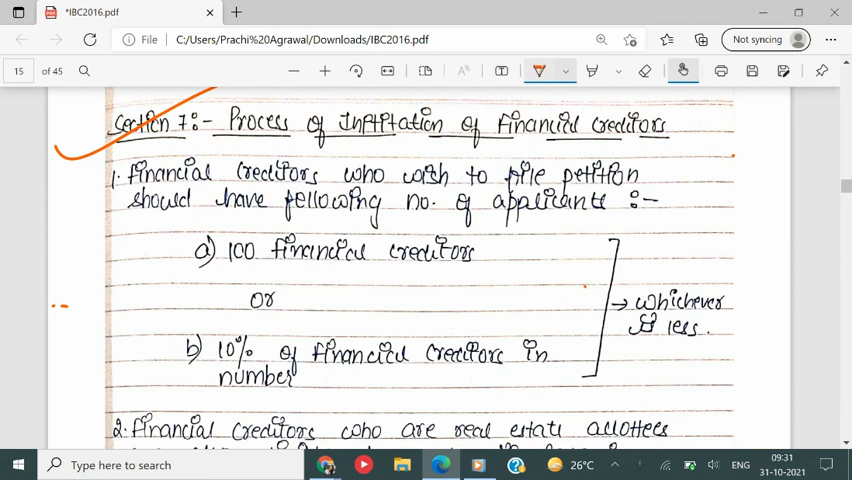 *IBC2016.pdf
File
C:/Users/Prachi%20Agrawal/Downloads/IBC2016.pdf
Not syncing
15
of 45
Section 7:- Process of Initiation of Financial Creditors
1. Financial creditors who wish to file petition
should have following no. of applicants :-
a) 100 financial creditors
or
b) 10% of financial creditors in
number
→ whichever
is less.
2. Financial creditors who are real estate allottees
Type here to search
26°C
ENG
09:31
31-10-2021